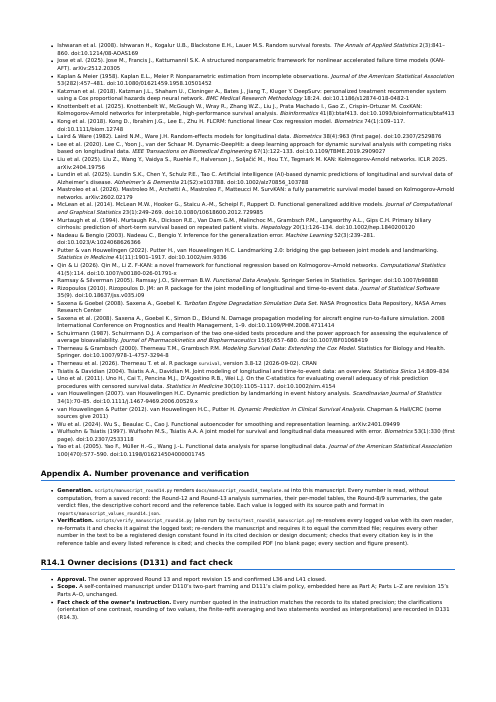 • Ishwaran et al. (2008). Ishwaran H., Kogalur U.B., Blackstone E.H., Lauer M.S. Random survival forests. The Annals of Applied Statistics 2(3):841–
860. doi:10.1214/08-AOAS169
• Jose et al. (2025). Jose M., Francis J., Kattumannil S.K. A structured nonparametric framework for nonlinear accelerated failure time models (KAN-
AFT). arXiv:2512.20305
• Kaplan & Meier (1958). Kaplan E.L., Meier P. Nonparametric estimation from incomplete observations. Journal of the American Statistical Association
53(282):457–481. doi:10.1080/01621459.1958.10501452
• Katzman et al. (2018). Katzman J.L., Shaham U., Cloninger A., Bates J., Jiang T., Kluger Y. DeepSurv: personalized treatment recommender system
using a Cox proportional hazards deep neural network. BMC Medical Research Methodology 18:24. doi:10.1186/s12874-018-0482-1
• Knottenbelt et al. (2025). Knottenbelt W., McGough W., Wray R., Zhang W.Z., Liu J., Prata Machado I., Gao Z., Crispin-Ortuzar M. CoxKAN:
Kolmogorov-Arnold networks for interpretable, high-performance survival analysis. Bioinformatics 41(8):btaf413. doi:10.1093/bioinformatics/btaf413
• Kong et al. (2018). Kong D., Ibrahim J.G., Lee E., Zhu H. FLCRM: functional linear Cox regression model. Biometrics 74(1):109–117.
doi:10.1111/biom.12748
• Laird & Ware (1982). Laird N.M., Ware J.H. Random-effects models for longitudinal data. Biometrics 38(4):963 (first page). doi:10.2307/2529876
• Lee et al. (2020). Lee C., Yoon J., van der Schaar M. Dynamic-DeepHit: a deep learning approach for dynamic survival analysis with competing risks
based on longitudinal data. IEEE Transactions on Biomedical Engineering 67(1):122–133. doi:10.1109/TBME.2019.2909027
• Liu et al. (2025). Liu Z., Wang Y., Vaidya S., Ruehle F., Halverson J., Soljačić M., Hou T.Y., Tegmark M. KAN: Kolmogorov-Arnold networks. ICLR 2025.
arXiv:2404.19756
• Lundin et al. (2025). Lundin S.K., Chen Y., Schulz P.E., Tao C. Artificial intelligence (AI)-based dynamic predictions of longitudinal and survival data of
Alzheimer's disease. Alzheimer's & Dementia 21(S2):e103788. doi:10.1002/alz70856_103788
• Mastroleo et al. (2026). Mastroleo M., Archetti A., Mastroleo F., Matteucci M. SurvKAN: a fully parametric survival model based on Kolmogorov-Arnold
networks. arXiv:2602.02179
• McLean et al. (2014). McLean M.W., Hooker G., Staicu A.-M., Scheipl F., Ruppert D. Functional generalized additive models. Journal of Computational
and Graphical Statistics 23(1):249–269. doi:10.1080/10618600.2012.729985
• Murtaugh et al. (1994). Murtaugh P.A., Dickson E.R., Van Dam G.M., Malinchoc M., Grambsch P.M., Langworthy A.L., Gips C.H. Primary biliary
cirrhosis: prediction of short-term survival based on repeated patient visits. Hepatology 20(1):126–134. doi:10.1002/hep.1840200120
• Nadeau & Bengio (2003). Nadeau C., Bengio Y. Inference for the generalization error. Machine Learning 52(3):239–281.
doi:10.1023/A:1024068626366
• Putter & van Houwelingen (2022). Putter H., van Houwelingen H.C. Landmarking 2.0: bridging the gap between joint models and landmarking.
Statistics in Medicine 41(11):1901–1917. doi:10.1002/sim.9336
• Qin & Li (2026). Qin M., Li Z. F-KAN: a novel framework for functional regression based on Kolmogorov-Arnold networks. Computational Statistics
41(5):114. doi:10.1007/s00180-026-01791-x
• Ramsay & Silverman (2005). Ramsay J.O., Silverman B.W. Functional Data Analysis. Springer Series in Statistics. Springer. doi:10.1007/b98888
• Rizopoulos (2010). Rizopoulos D. JM: an R package for the joint modelling of longitudinal and time-to-event data. Journal of Statistical Software
35(9). doi:10.18637/jss.v035.i09
• Saxena & Goebel (2008). Saxena A., Goebel K. Turbofan Engine Degradation Simulation Data Set. NASA Prognostics Data Repository, NASA Ames
Research Center
• Saxena et al. (2008). Saxena A., Goebel K., Simon D., Eklund N. Damage propagation modeling for aircraft engine run-to-failure simulation. 2008
International Conference on Prognostics and Health Management, 1–9. doi:10.1109/PHM.2008.4711414
• Schuirmann (1987). Schuirmann D.J. A comparison of the two one-sided tests procedure and the power approach for assessing the equivalence of
average bioavailability. Journal of Pharmacokinetics and Biopharmaceutics 15(6):657–680. doi:10.1007/BF01068419
• Therneau & Grambsch (2000). Therneau T.M., Grambsch P.M. Modeling Survival Data: Extending the Cox Model. Statistics for Biology and Health.
Springer. doi:10.1007/978-1-4757-3294-8
• Therneau et al. (2026). Therneau T.M. et al. R package survival, version 3.8-12 (2026-09-02). CRAN
• Tsiatis & Davidian (2004). Tsiatis A.A., Davidian M. Joint modeling of longitudinal and time-to-event data: an overview. Statistica Sinica 14:809–834
• Uno et al. (2011). Uno H., Cai T., Pencina M.J., D'Agostino R.B., Wei L.J. On the C-statistics for evaluating overall adequacy of risk prediction
procedures with censored survival data. Statistics in Medicine 30(10):1105–1117. doi:10.1002/sim.4154
• van Houwelingen (2007). van Houwelingen H.C. Dynamic prediction by landmarking in event history analysis. Scandinavian Journal of Statistics
34(1):70–85. doi:10.1111/j.1467-9469.2006.00529.x
• van Houwelingen & Putter (2012). van Houwelingen H.C., Putter H. Dynamic Prediction in Clinical Survival Analysis. Chapman & Hall/CRC (some
sources give 2011)
• Wu et al. (2024). Wu S., Beaulac C., Cao J. Functional autoencoder for smoothing and representation learning. arXiv:2401.09499
• Wulfsohn & Tsiatis (1997). Wulfsohn M.S., Tsiatis A.A. A joint model for survival and longitudinal data measured with error. Biometrics 53(1):330 (first
page). doi:10.2307/2533118
• Yao et al. (2005). Yao F., Müller H.-G., Wang J.-L. Functional data analysis for sparse longitudinal data. Journal of the American Statistical Association
100(470):577–590. doi:10.1198/016214504000001745
Appendix A. Number provenance and verification
• Generation. scripts/manuscript_round14.py renders docs/manuscript_round14_template.md into this manuscript. Every number is read, without
computation, from a saved record: the Round-12 and Round-13 analysis summaries, their per-model tables, the Round-8/9 summaries, the gate
verdict files, the descriptive cohort record and the reference table. Each value is logged with its source path and format in
reports/manuscript_values_round14.json.
• Verification. scripts/verify_manuscript_round14.py (also run by tests/test_round14_manuscript.py) re-resolves every logged value with its own reader,
re-formats it and checks it against the logged text; re-renders the manuscript and requires it to equal the committed file; requires every other
number in the text to be a registered design constant found in its cited decision or design document; checks that every citation key is in the
reference table and every listed reference is cited; and checks the compiled PDF (no blank page; every section and figure present).
R14.1 Owner decisions (D131) and fact check
• Approval. The owner approved Round 13 and report revision 15 and confirmed L36 and L41 closed.
• Scope. A self-contained manuscript under D110's two-part framing and D111's claim policy, embedded here as Part A; Parts L–Z are revision 15's
Parts A–O, unchanged.
• Fact check of the owner's instruction. Every number quoted in the instruction matches the records to its stated precision; the clarifications
(orientation of one contrast, rounding of two values, the finite-refit averaging and two statements worded as interpretations) are recorded in D131
(R14.3).